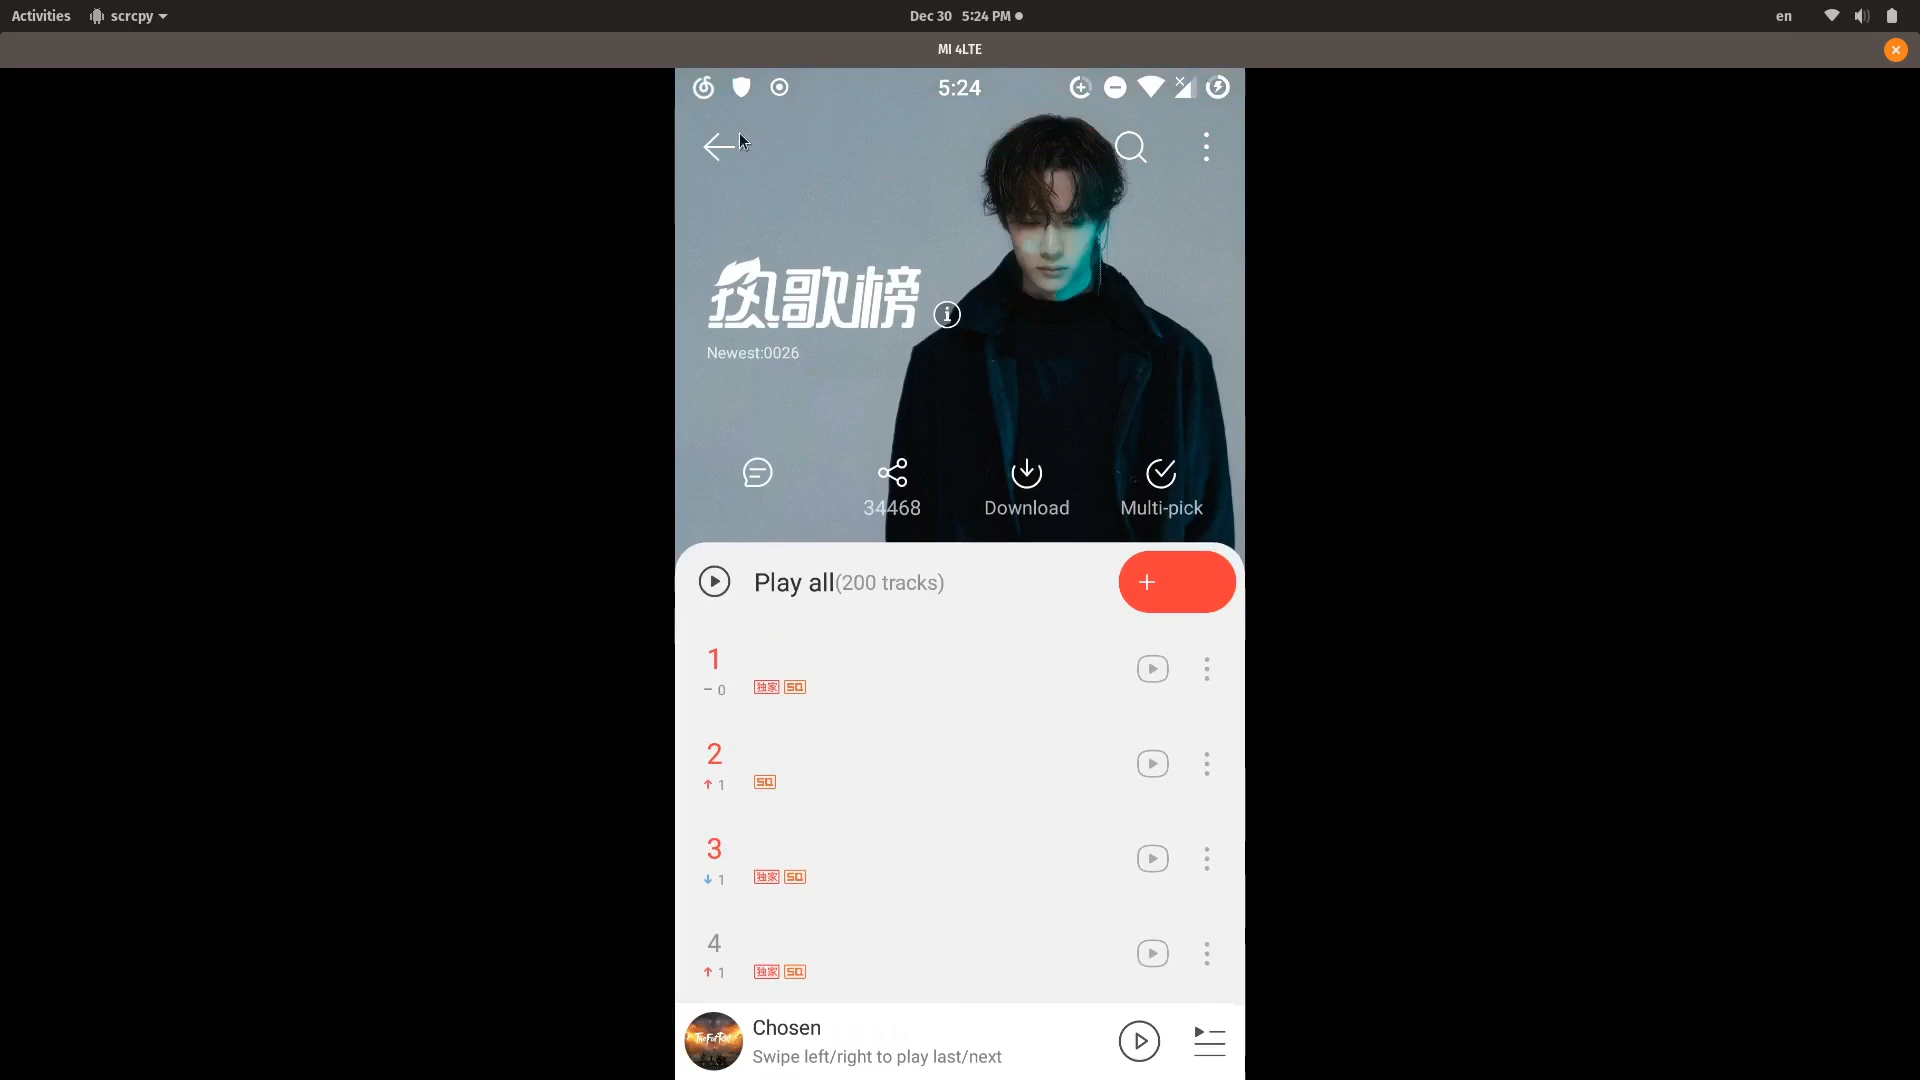 Activities
scrcpy
Dec 30 5:24 PM
en
MI 4LTE
5:24
热歌榜
Newest:0026
34468
Download
Multi-pick
Play all(200 tracks)
1
0
独家 SQ
2
1
SQ
3
1
独家 SQ
4
1
独家 SQ
TheFatRat
Chosen
Swipe left/right to play last/next